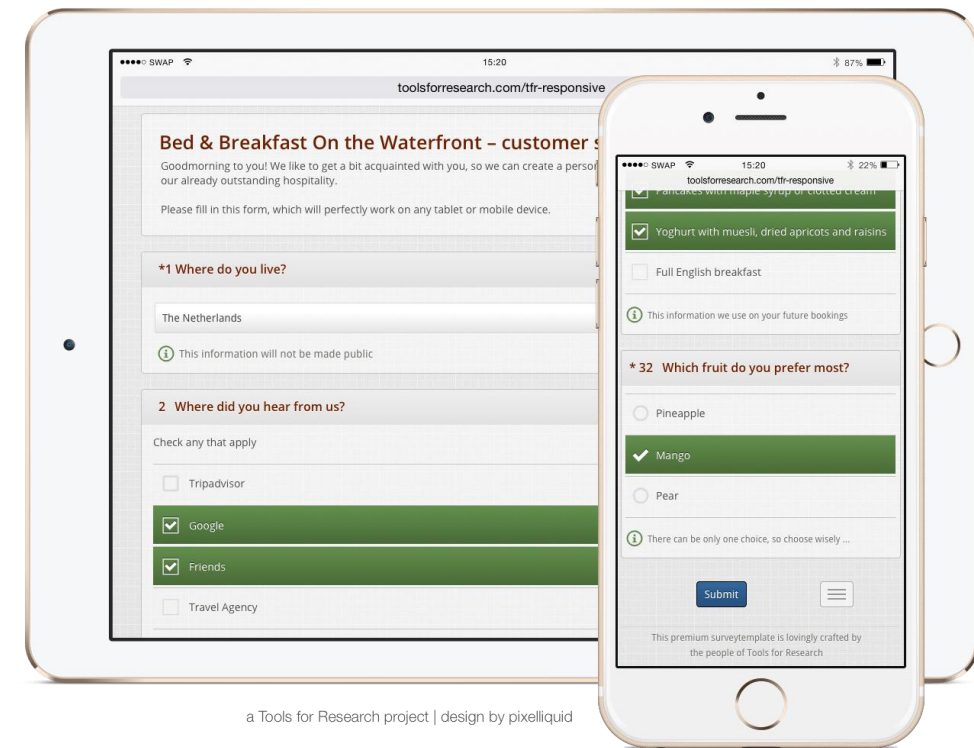 SWAP 15:20 87%
toolsforresearch.com/tfr-responsive
Bed & Breakfast On the Waterfront – customer
Goodmorning to you! We like to get a bit acquainted with you, so we can create a
our already outstanding hospitality.
Please fill in this form, which will perfectly work on any tablet or mobile device.
*1 Where do you live?
The Netherlands
This information will not be made public
2 Where did you hear from us?
Check any that apply
Tripadvisor
Google
Friends
Travel Agency
SWAP 15:20 22%
toolsforresearch.com/tfr-responsive
Pancakes with maple syrup or clotted cream
Yoghurt with muesli, dried apricots and raisins
Full English breakfast
This information we use on your future bookings
* 32 Which fruit do you prefer most?
Pineapple
Mango
Pear
There can be only one choice, so choose wisely ...
Submit
This premium surveytemplate is lovingly crafted by
the people of Tools for Research
a Tools for Research project | design by pixelliquid